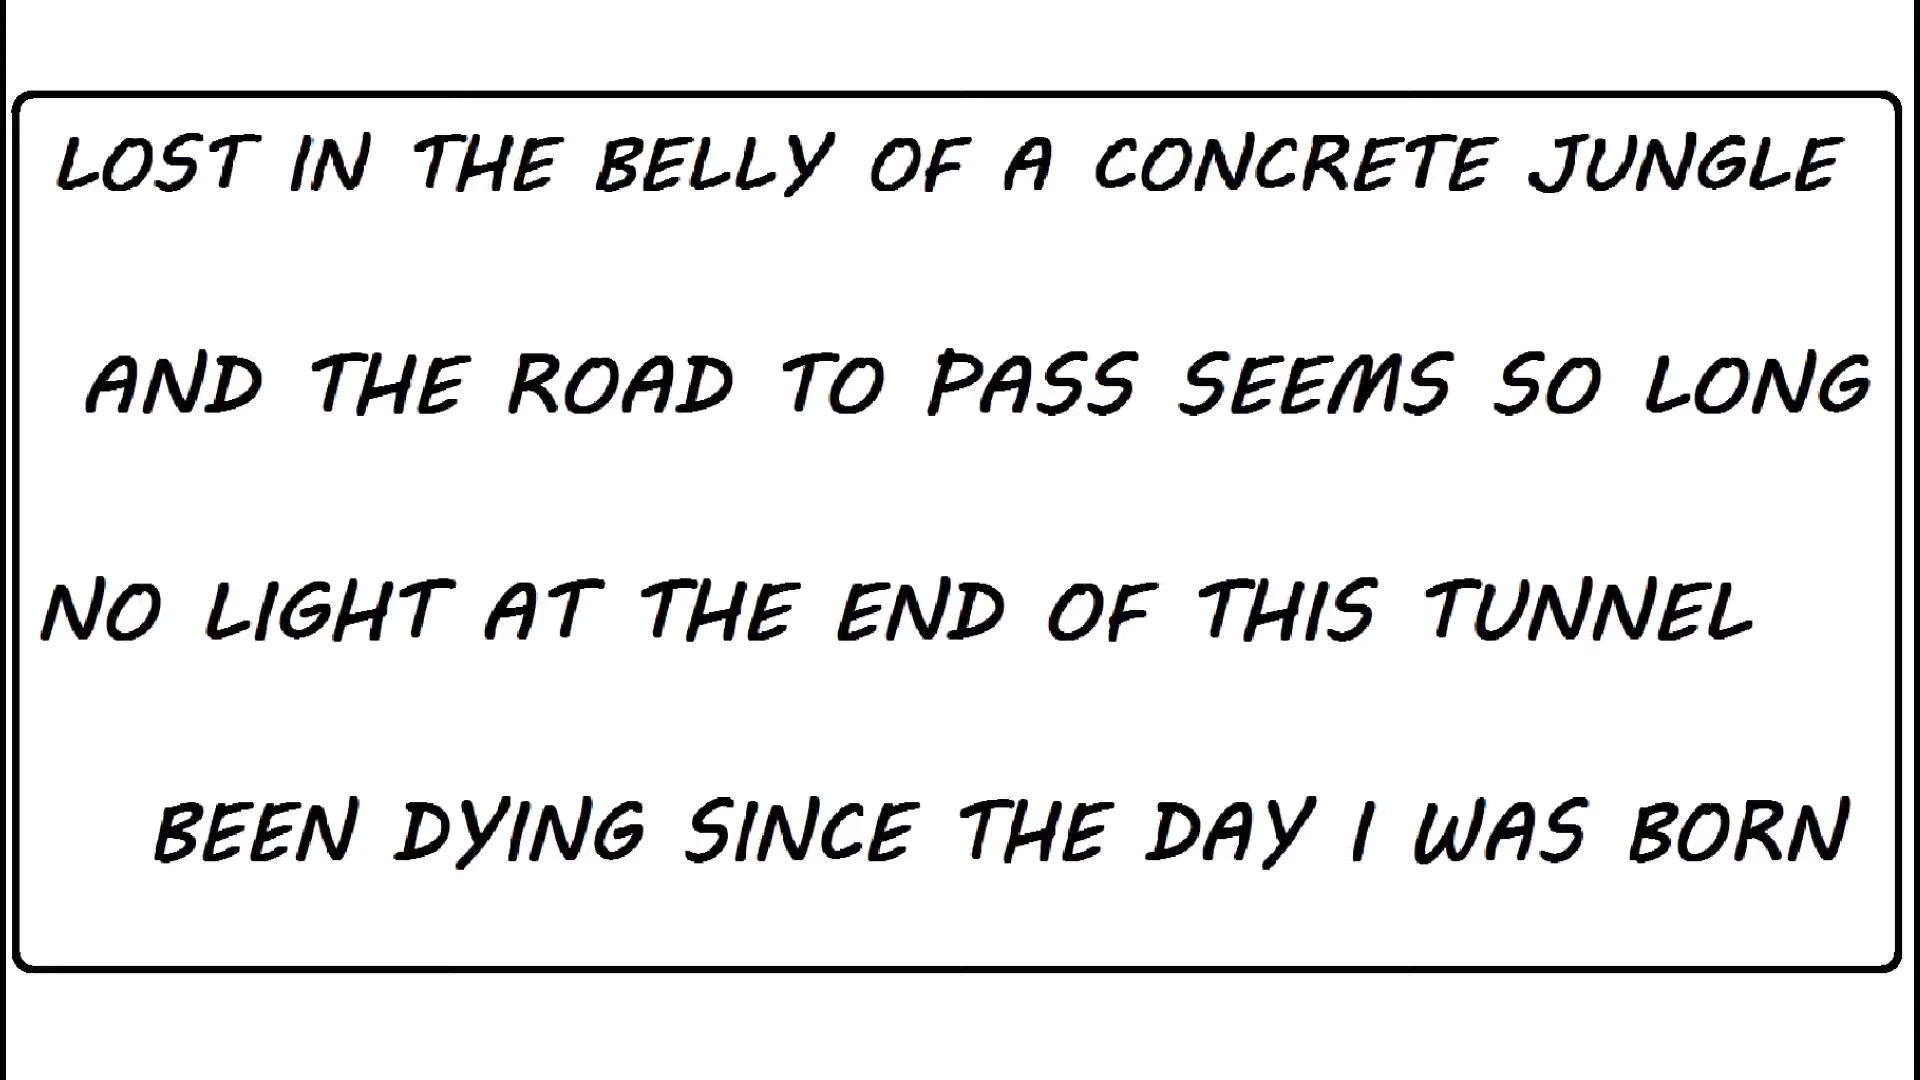 LOST IN THE BELLY OF A CONCRETE JUNGLE
AND THE ROAD TO PASS SEEMS SO LONG
NO LIGHT AT THE END OF THIS TUNNEL
BEEN DYING SINCE THE DAY I WAS BORN